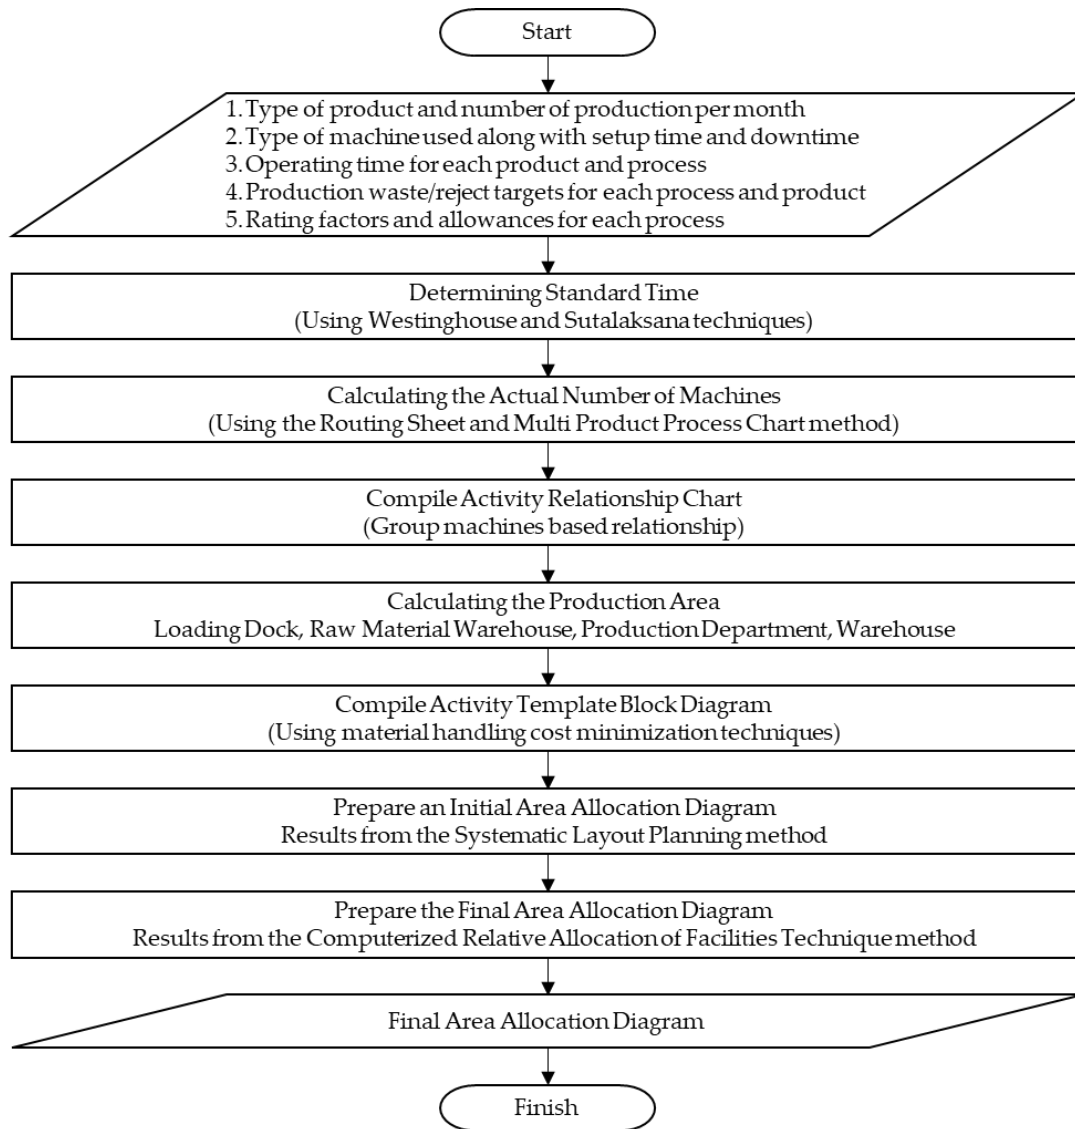 Start
1. Type of product and number of production per month
2. Type of machine used along with setup time and downtime
3. Operating time for each product and process
4. Production waste/reject targets for each process and product
5. Rating factors and allowances for each process
Determining Standard Time
(Using Westinghouse and Sutalaksana techniques)
Calculating the Actual Number of Machines
(Using the Routing Sheet and Multi Product Process Chart method)
Compile Activity Relationship Chart
(Group machines based relationship)
Calculating the Production Area
Loading Dock, Raw Material Warehouse, Production Department, Warehouse
Compile Activity Template Block Diagram
(Using material handling cost minimization techniques)
Prepare an Initial Area Allocation Diagram
Results from the Systematic Layout Planning method
Prepare the Final Area Allocation Diagram
Results from the Computerized Relative Allocation of Facilities Technique method
Final Area Allocation Diagram
Finish